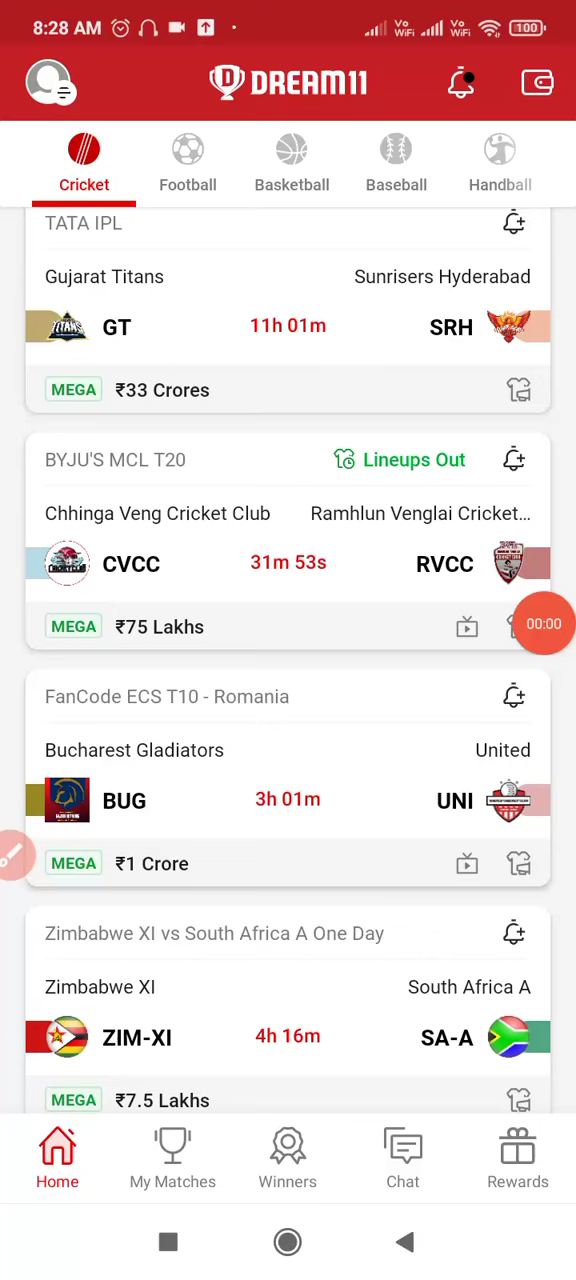 8:28 AM
Vo WiFi Vo WiFi 100
DREAM11
Cricket Football Basketball Baseball Handball
TATA IPL
Gujarat Titans Sunrisers Hyderabad
GT 11h 01m SRH
MEGA ₹33 Crores
BYJU'S MCL T20 Lineups Out
Chhinga Veng Cricket Club Ramhlun Venglai Cricket...
CVCC 31m 53s RVCC
MEGA ₹75 Lakhs
00:00
FanCode ECS T10 - Romania
Bucharest Gladiators United
BUG 3h 01m UNI
MEGA ₹1 Crore
Zimbabwe XI vs South Africa A One Day
Zimbabwe XI South Africa A
ZIM-XI 4h 16m SA-A
MEGA ₹7.5 Lakhs
Home My Matches Winners Chat Rewards